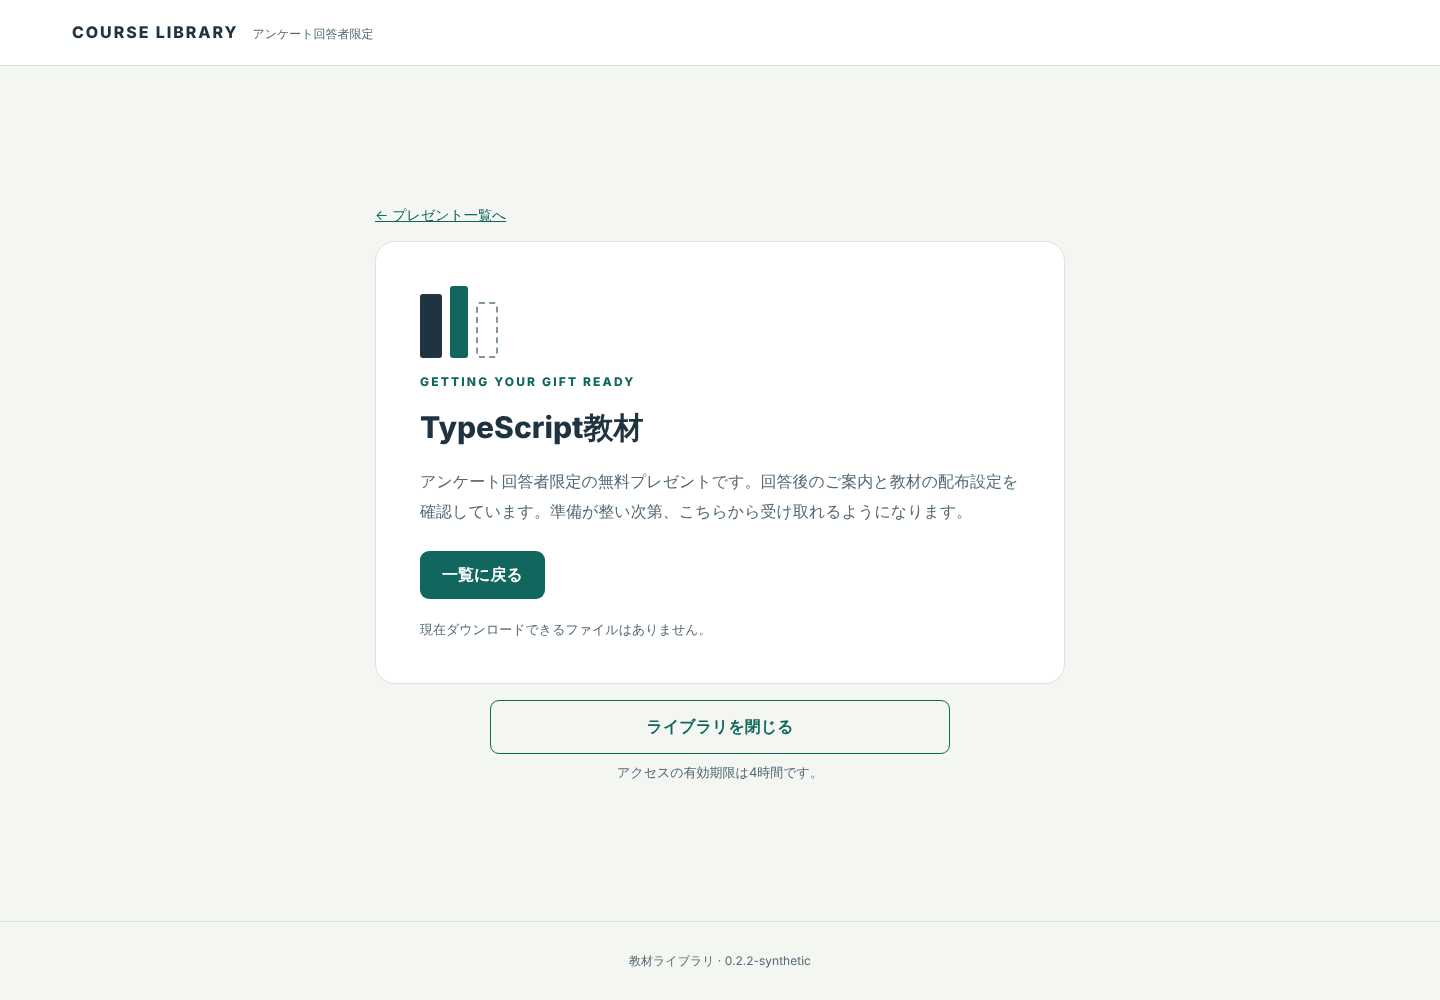 COURSE LIBRARY アンケート回答者限定
← プレゼント一覧へ
GETTING YOUR GIFT READY
TypeScript教材
アンケート回答者限定の無料プレゼントです。回答後のご案内と教材の配布設定を
確認しています。準備が整い次第、こちらから受け取れるようになります。
一覧に戻る
現在ダウンロードできるファイルはありません。
ライブラリを閉じる
アクセスの有効期限は4時間です。
教材ライブラリ · 0.2.2-synthetic